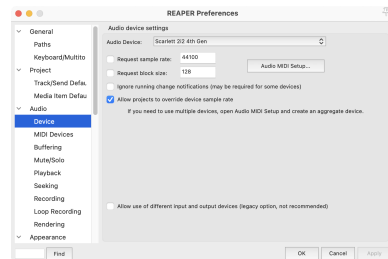 REAPER Preferences
General
Paths
Keyboard/Multito
Project
Track/Send Defau
Media Item Defau
Audio
Device
MIDI Devices
Buffering
Mute/Solo
Playback
Seeking
Recording
Loop Recording
Rendering
Appearance
Find
Audio device settings
Audio Device: Scarlett 2i2 4th Gen
Request sample rate: 44100
Request block size: 128
Audio MIDI Setup...
Ignore running change notifications (may be required for some devices)
Allow projects to override device sample rate
If you need to use multiple devices, open Audio MIDI Setup and create an aggregate device.
Allow use of different input and output devices (legacy option, not recommended)
OK Cancel Apply